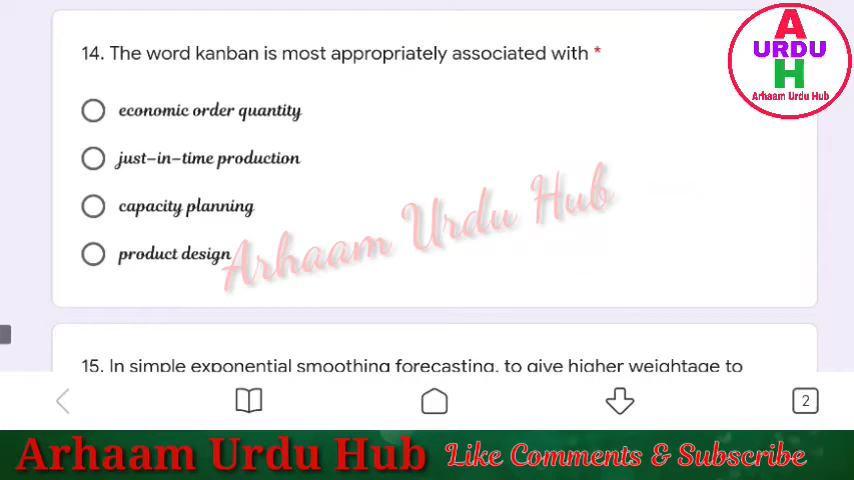 A
URDU
H
Arhaam Urdu Hub
14. The word kanban is most appropriately associated with *
economic order quantity
just-in-time production
capacity planning
product design
Arhaam Urdu Hub
15. In simple exponential smoothing forecasting, to give higher weightage to
2
Arhaam Urdu Hub Like Comments & Subscribe